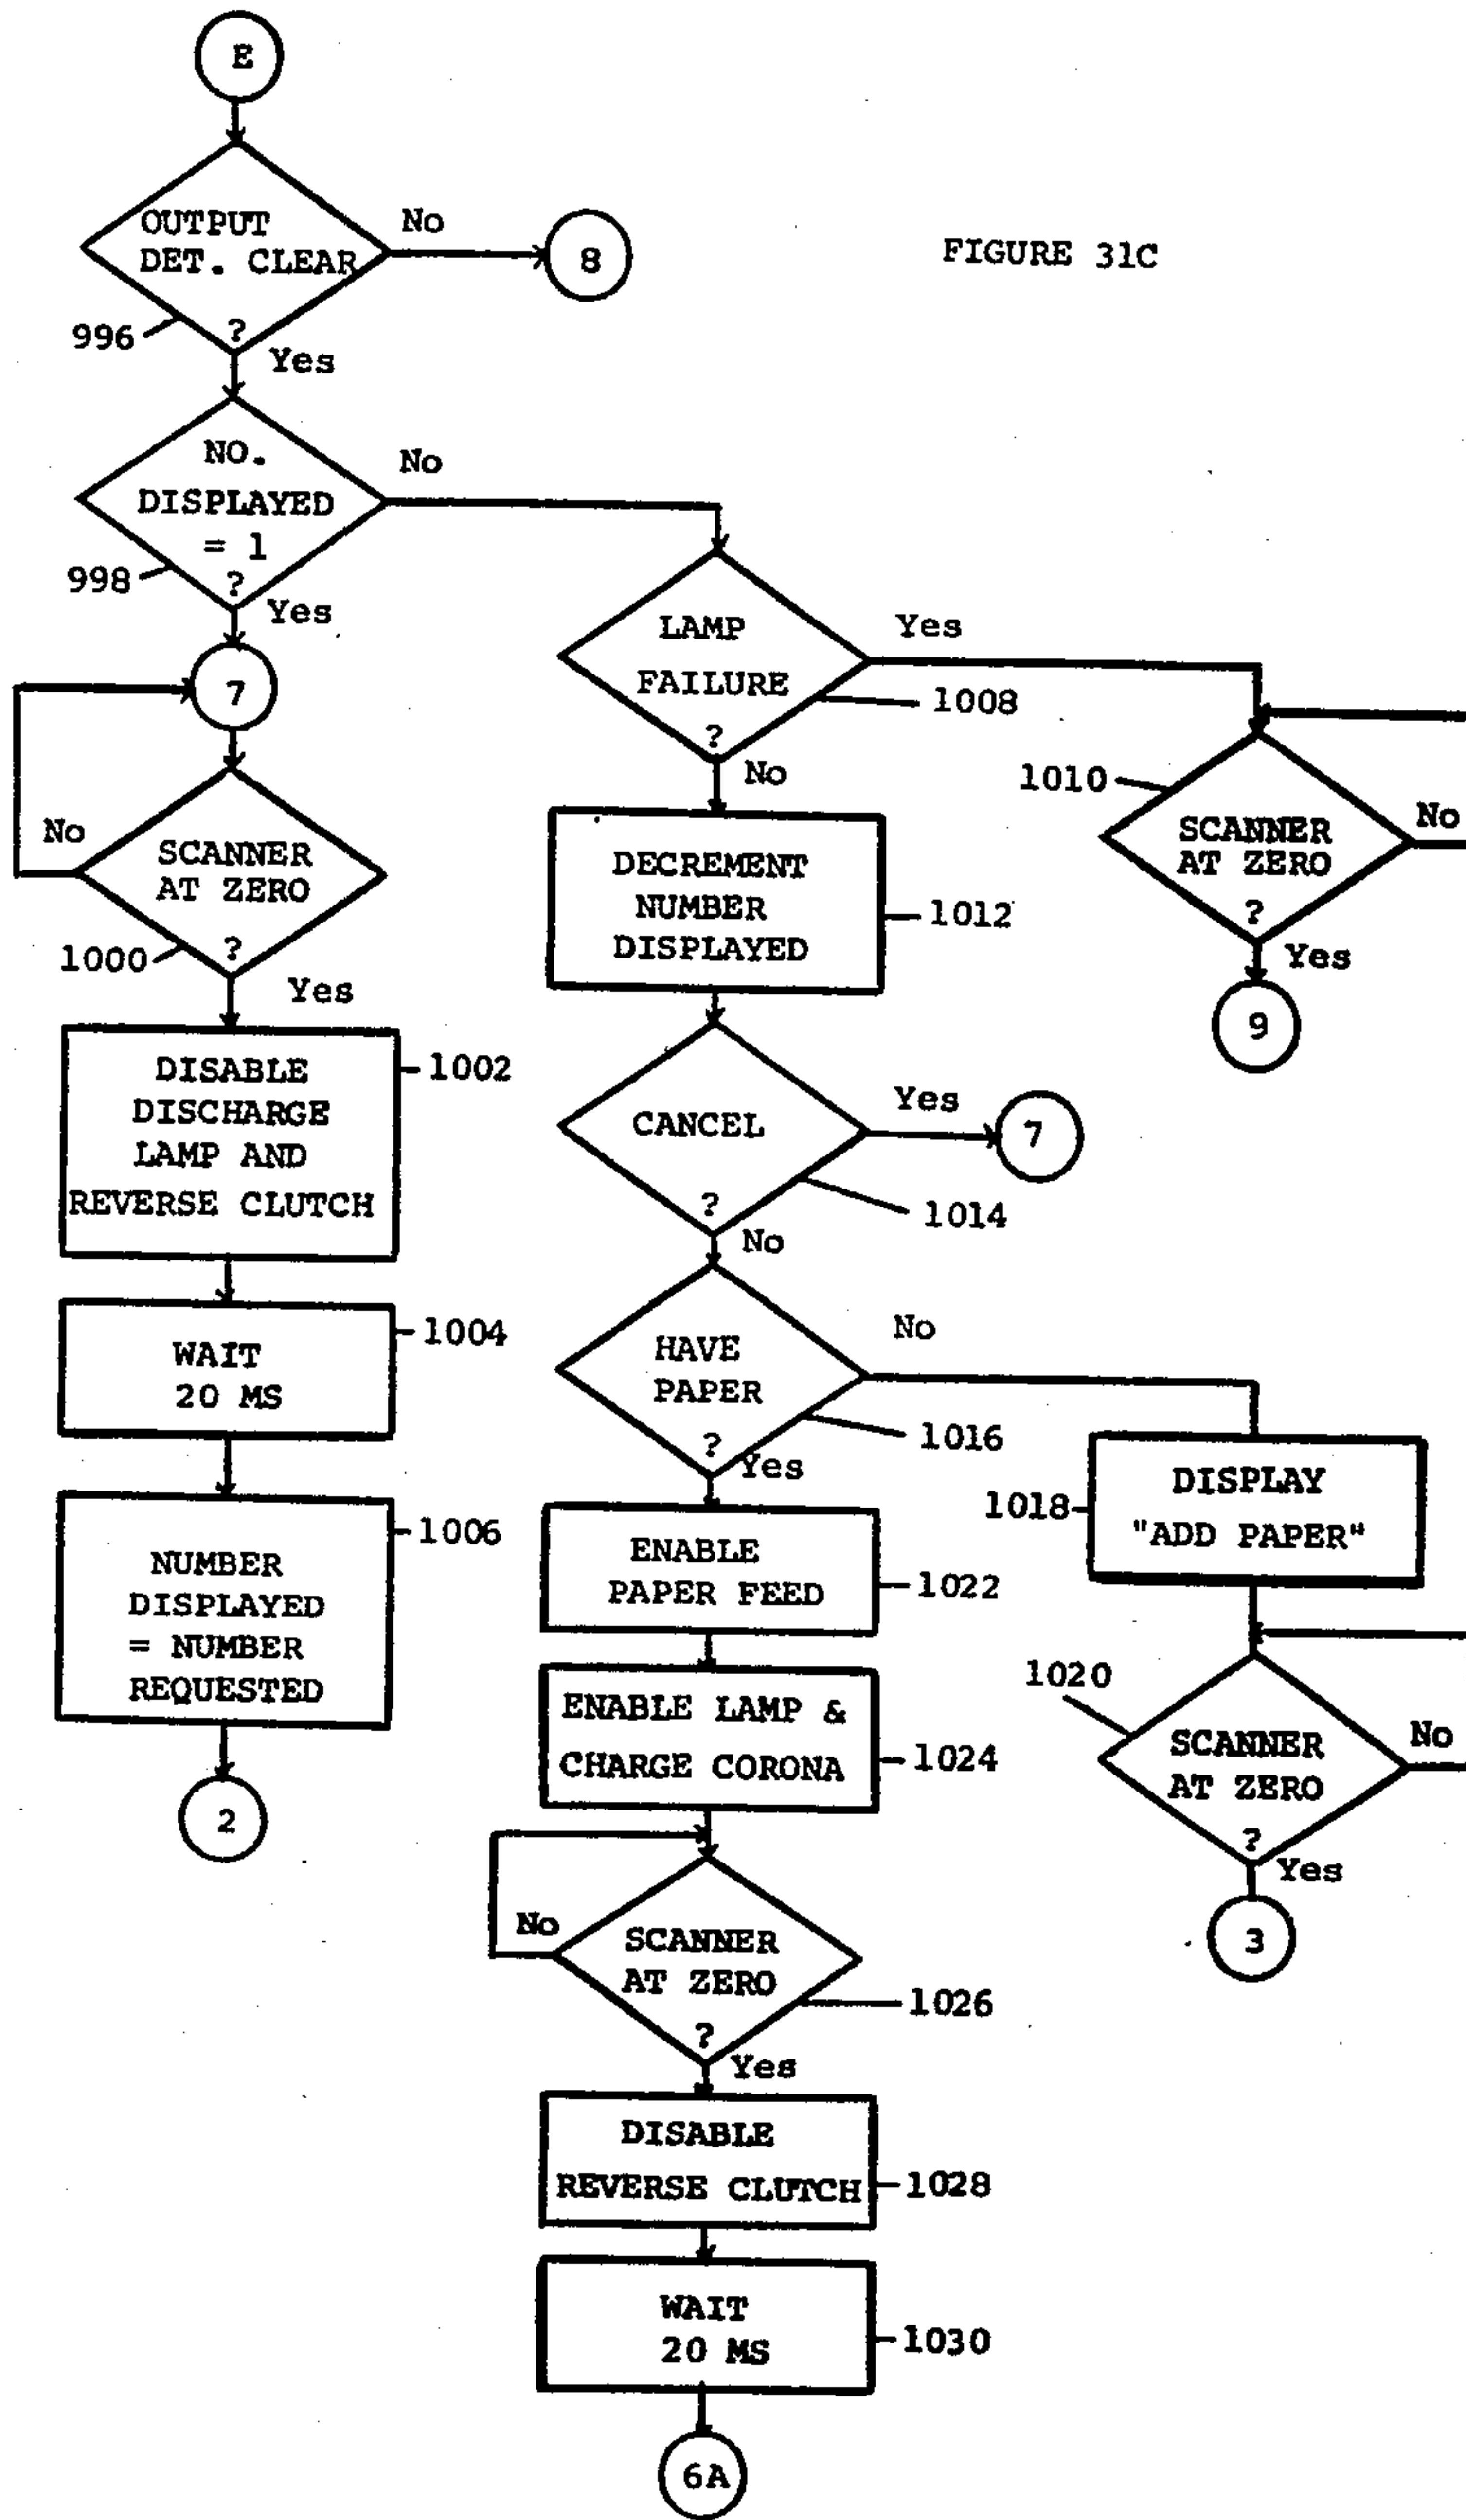 E
OUTPUT
DET. CLEAR
?
No
8
FIGURE 31C
996
Yes
NO.
DISPLAYED
= 1
?
No
998
Yes
7
SCANNER
AT ZERO
?
No
1000
Yes
DISABLE
DISCHARGE
LAMP AND
REVERSE CLUTCH
1002
WAIT
20 MS
1004
NUMBER
DISPLAYED
= NUMBER
REQUESTED
1006
2
LAMP
FAILURE
?
Yes
1008
No
1010
SCANNER
AT ZERO
?
No
Yes
9
DECREMENT
NUMBER
DISPLAYED
1012
CANCEL
?
Yes
7
1014
No
HAVE
PAPER
?
No
1016
Yes
1018
DISPLAY
"ADD PAPER"
1020
SCANNER
AT ZERO
?
No
Yes
3
ENABLE
PAPER FEED
1022
ENABLE LAMP &
CHARGE CORONA
1024
No
SCANNER
AT ZERO
?
1026
Yes
DISABLE
REVERSE CLUTCH
1028
WAIT
20 MS
1030
6A